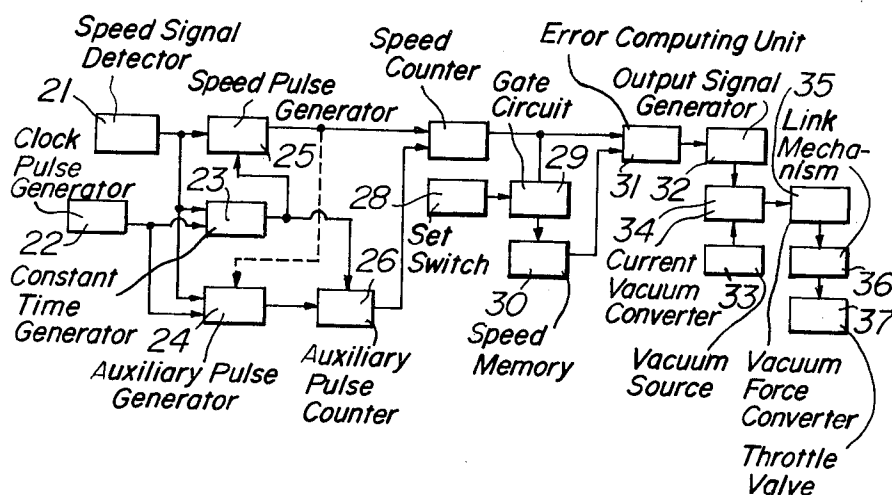 Speed Signal
Detector
21
Speed Pulse
Generator
25
Clock
Pulse
Generator
22
23
Constant
Time
Generator
24
Auxiliary Pulse
Generator
26
Auxiliary
Pulse
Counter
Speed
Counter
28
Set
Switch
Gate
Circuit
29
30
Speed
Memory
Error Computing Unit
31
Output Signal
Generator
32
34
Current
Vacuum
Converter
33
Vacuum
Source
35
Link
Mecha-
nism
36
37
Vacuum
Force
Converter
Throttle
Valve